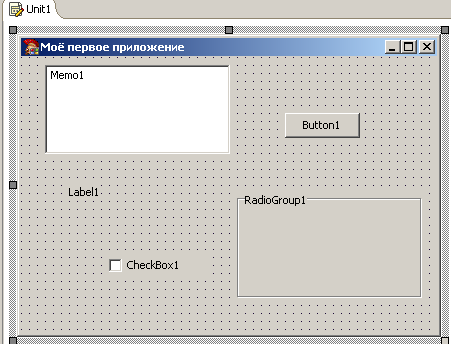 Unit1
Моё первое приложение
Memo1
Button1
Label1
RadioGroup1
CheckBox1